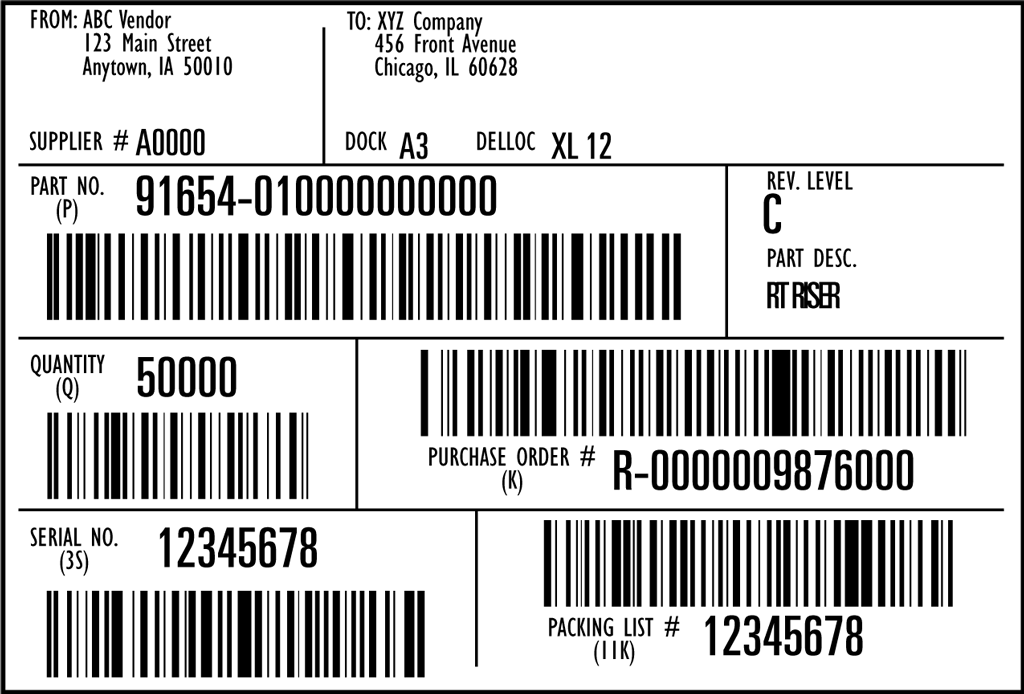 FROM: ABC Vendor
123 Main Street
Anytown, IA 50010
TO: XYZ Company
456 Front Avenue
Chicago, IL 60628
SUPPLIER # A0000
DOCK A3 DELLOC XL 12
PART NO. 91654-010000000000
(P)
REV. LEVEL
C
PART DESC.
RT RISER
QUANTITY 50000
(Q)
PURCHASE ORDER # R-0000009876000
(K)
SERIAL NO. 12345678
(3S)
PACKING LIST # 12345678
(11K)